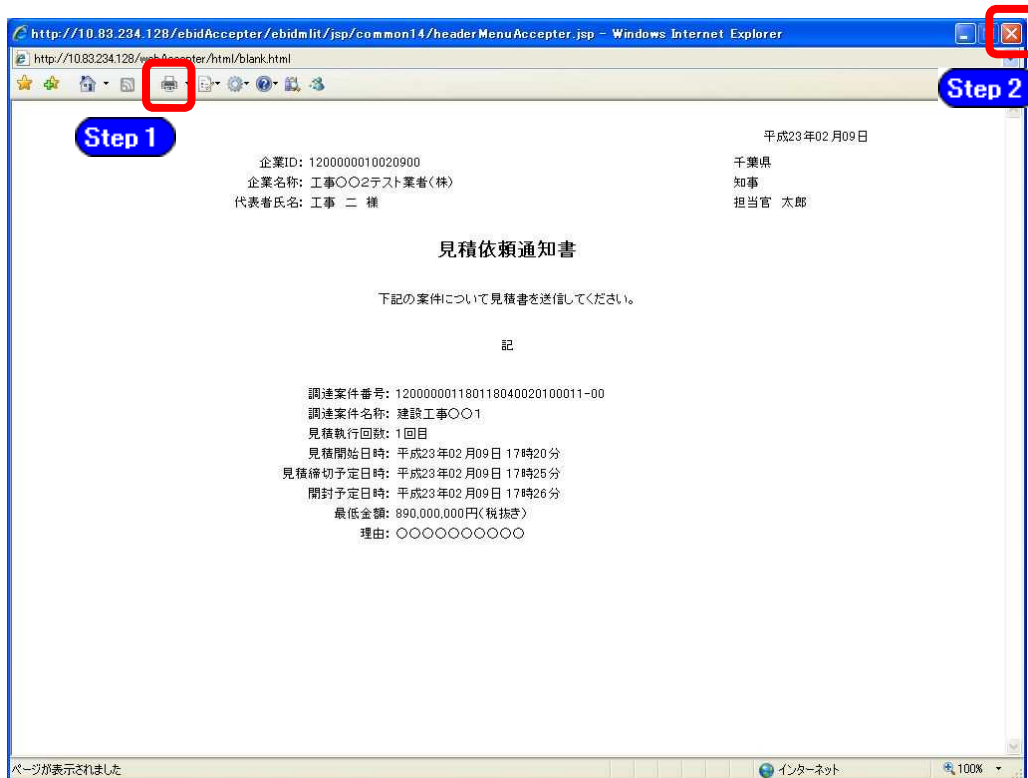 http://10.83.234.128/ebidAccepter/ebidmlit/jsp/common14/headerMenuAccepter.jsp - Windows Internet Explorer
http://10.83.234.128/webAccepter/html/blank.html
Step 2
Step 1
平成23年02月09日
企業ID: 1200000010020900
千葉県
企業名称: 工事〇〇2テスト業者(株)
知事
代表者氏名: 工事 二 様
担当官 太郎
見積依頼通知書
下記の案件について見積書を送信してください。
記
調達案件番号: 1200000011801180400201000​11-00
調達案件名称: 建設工事〇〇1
見積執行回数: 1回目
見積開始日時: 平成23年02月09日 17時20分
見積締切予定日時: 平成23年02月09日 17時25分
開封予定日時: 平成23年02月09日 17時26分
最低金額: 890,000,000円(税抜き)
理由: 〇〇〇〇〇〇〇〇〇〇
ページが表示されました
インターネット
100%